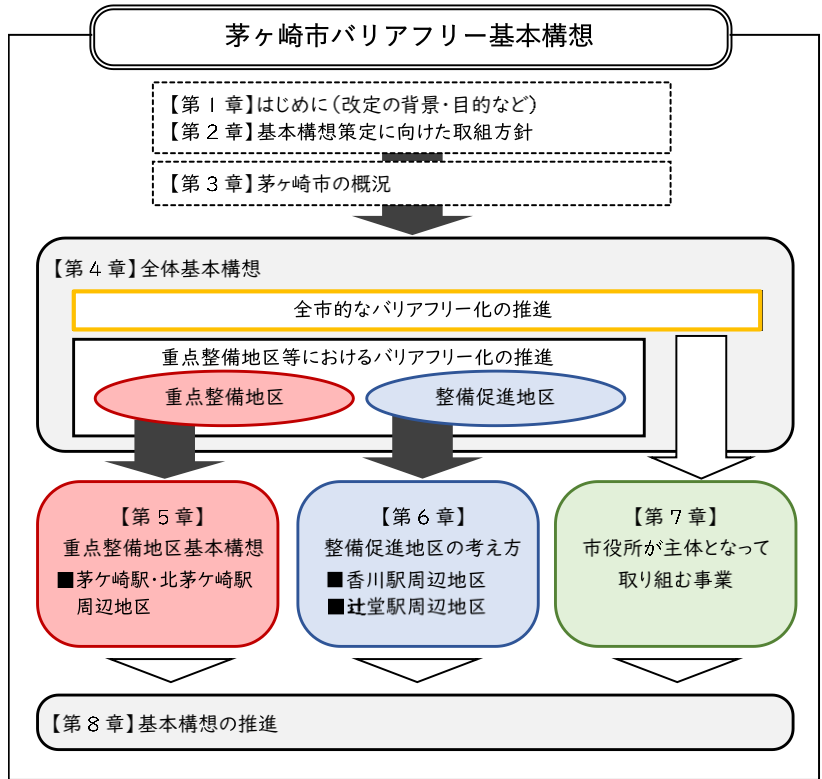 茅ヶ崎市バリアフリー基本構想
【第1章】はじめに(改定の背景・目的など)
【第2章】基本構想策定に向けた取組方針
【第3章】茅ヶ崎市の概況
【第4章】全体基本構想
全市的なバリアフリー化の推進
重点整備地区等におけるバリアフリー化の推進
重点整備地区
整備促進地区
【第5章】
重点整備地区基本構想
■茅ケ崎駅・北茅ケ崎駅
周辺地区
【第6章】
整備促進地区の考え方
■香川駅周辺地区
■辻堂駅周辺地区
【第7章】
市役所が主体となって
取り組む事業
【第8章】基本構想の推進